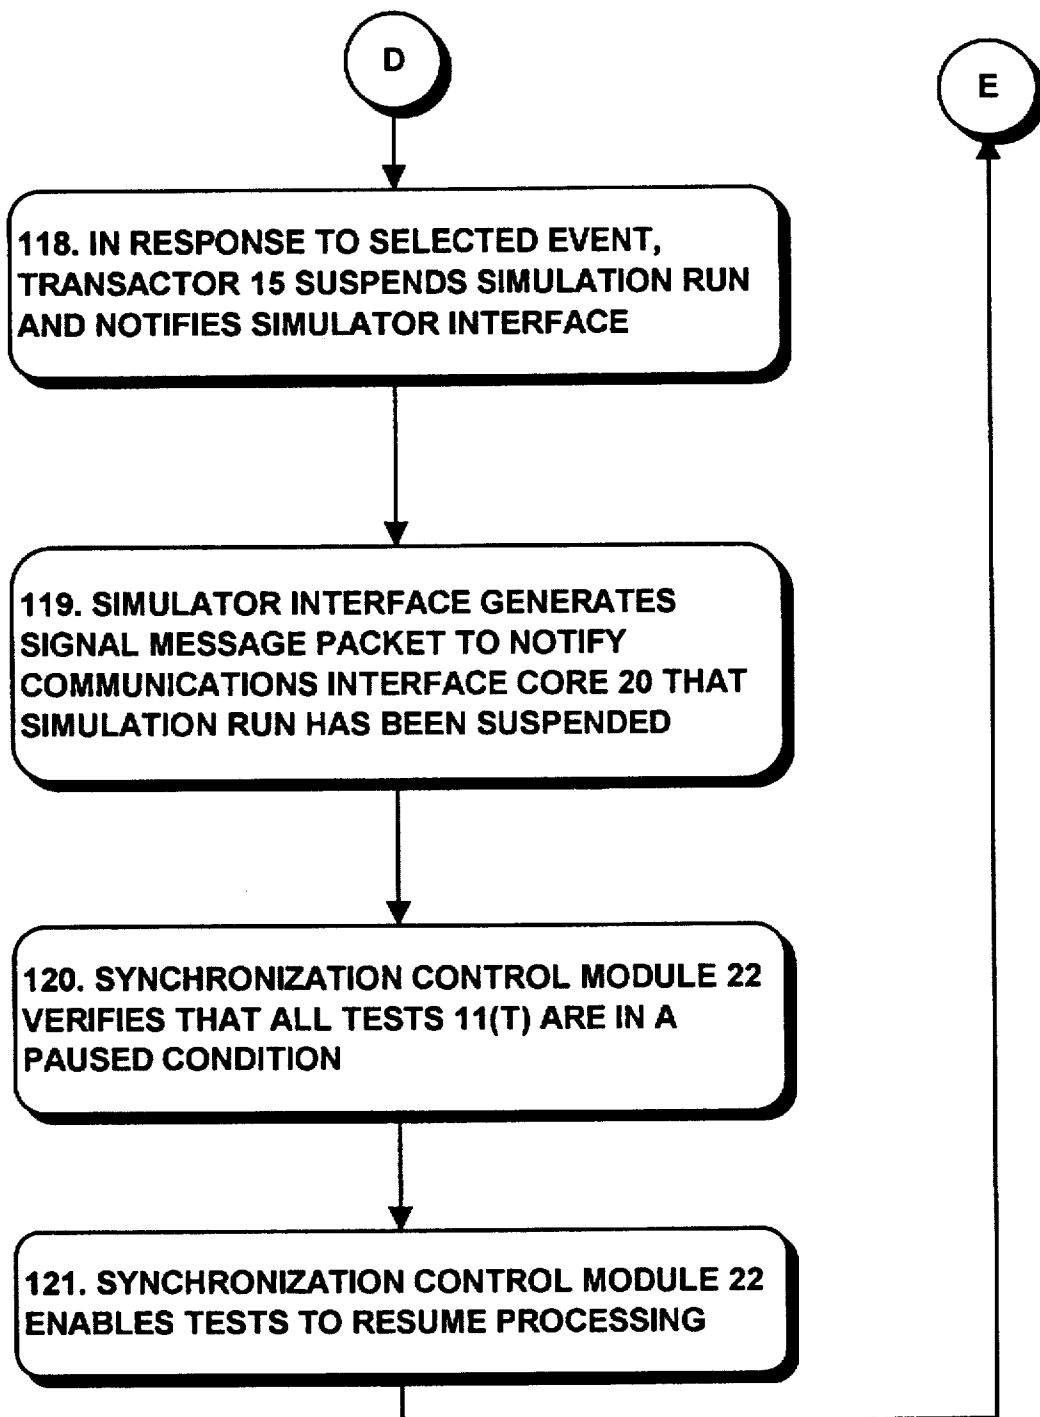 D
E
118. IN RESPONSE TO SELECTED EVENT,
TRANSACTOR 15 SUSPENDS SIMULATION RUN
AND NOTIFIES SIMULATOR INTERFACE
119. SIMULATOR INTERFACE GENERATES
SIGNAL MESSAGE PACKET TO NOTIFY
COMMUNICATIONS INTERFACE CORE 20 THAT
SIMULATION RUN HAS BEEN SUSPENDED
120. SYNCHRONIZATION CONTROL MODULE 22
VERIFIES THAT ALL TESTS 11(T) ARE IN A
PAUSED CONDITION
121. SYNCHRONIZATION CONTROL MODULE 22
ENABLES TESTS TO RESUME PROCESSING